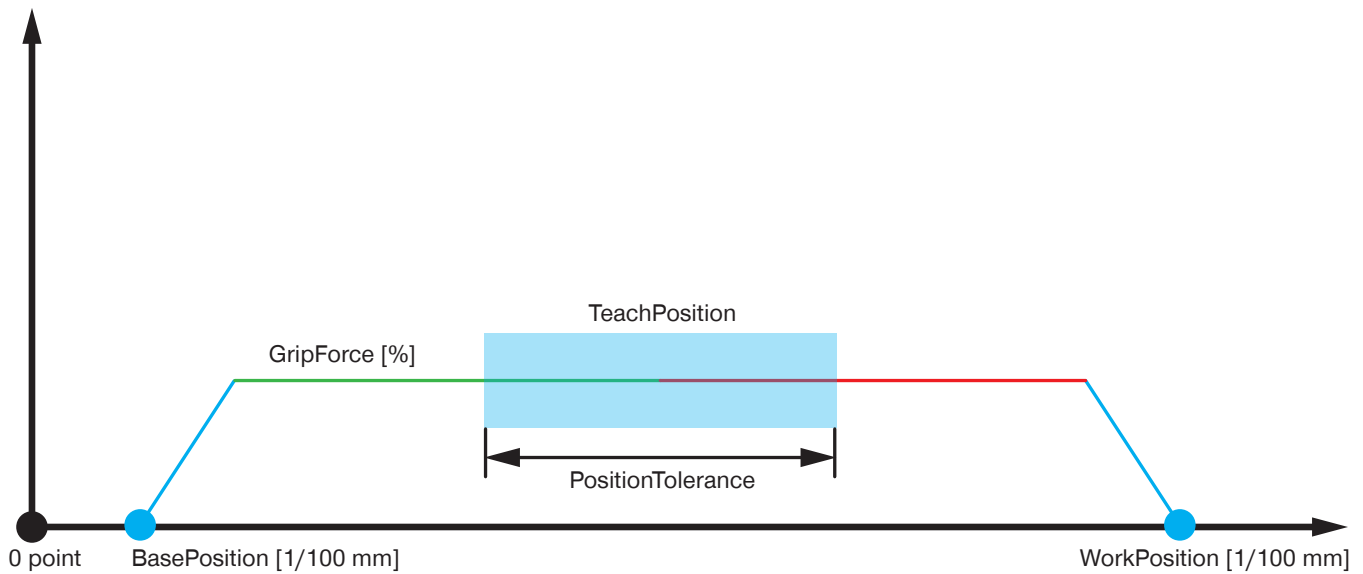 TeachPosition
GripForce [%]
PositionTolerance
0 point
BasePosition [1/100 mm]
WorkPosition [1/100 mm]